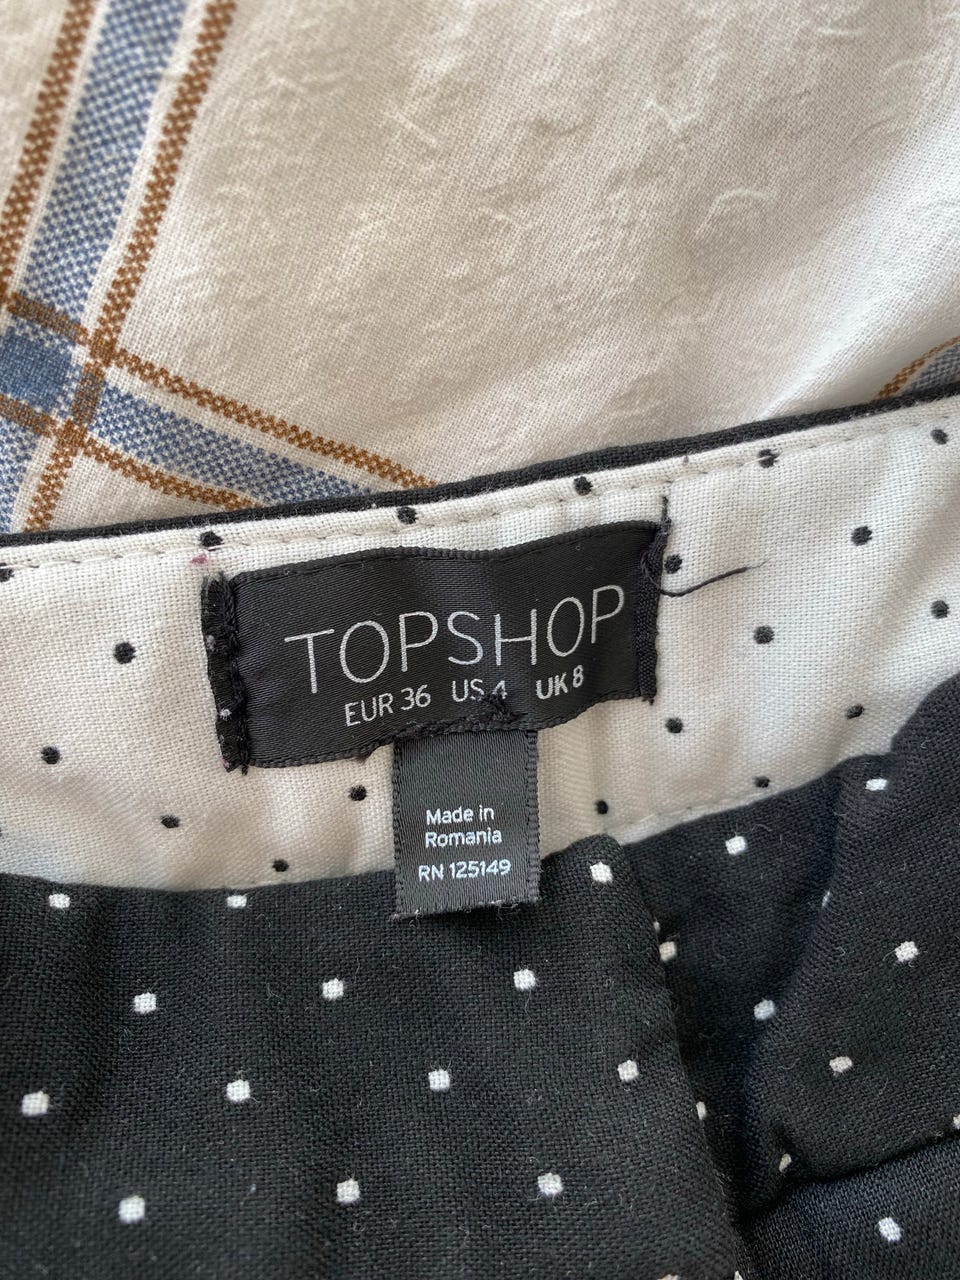 TOPSHOP
EUR 36 US 4 UK 8
Made in
Romania
RN 125149